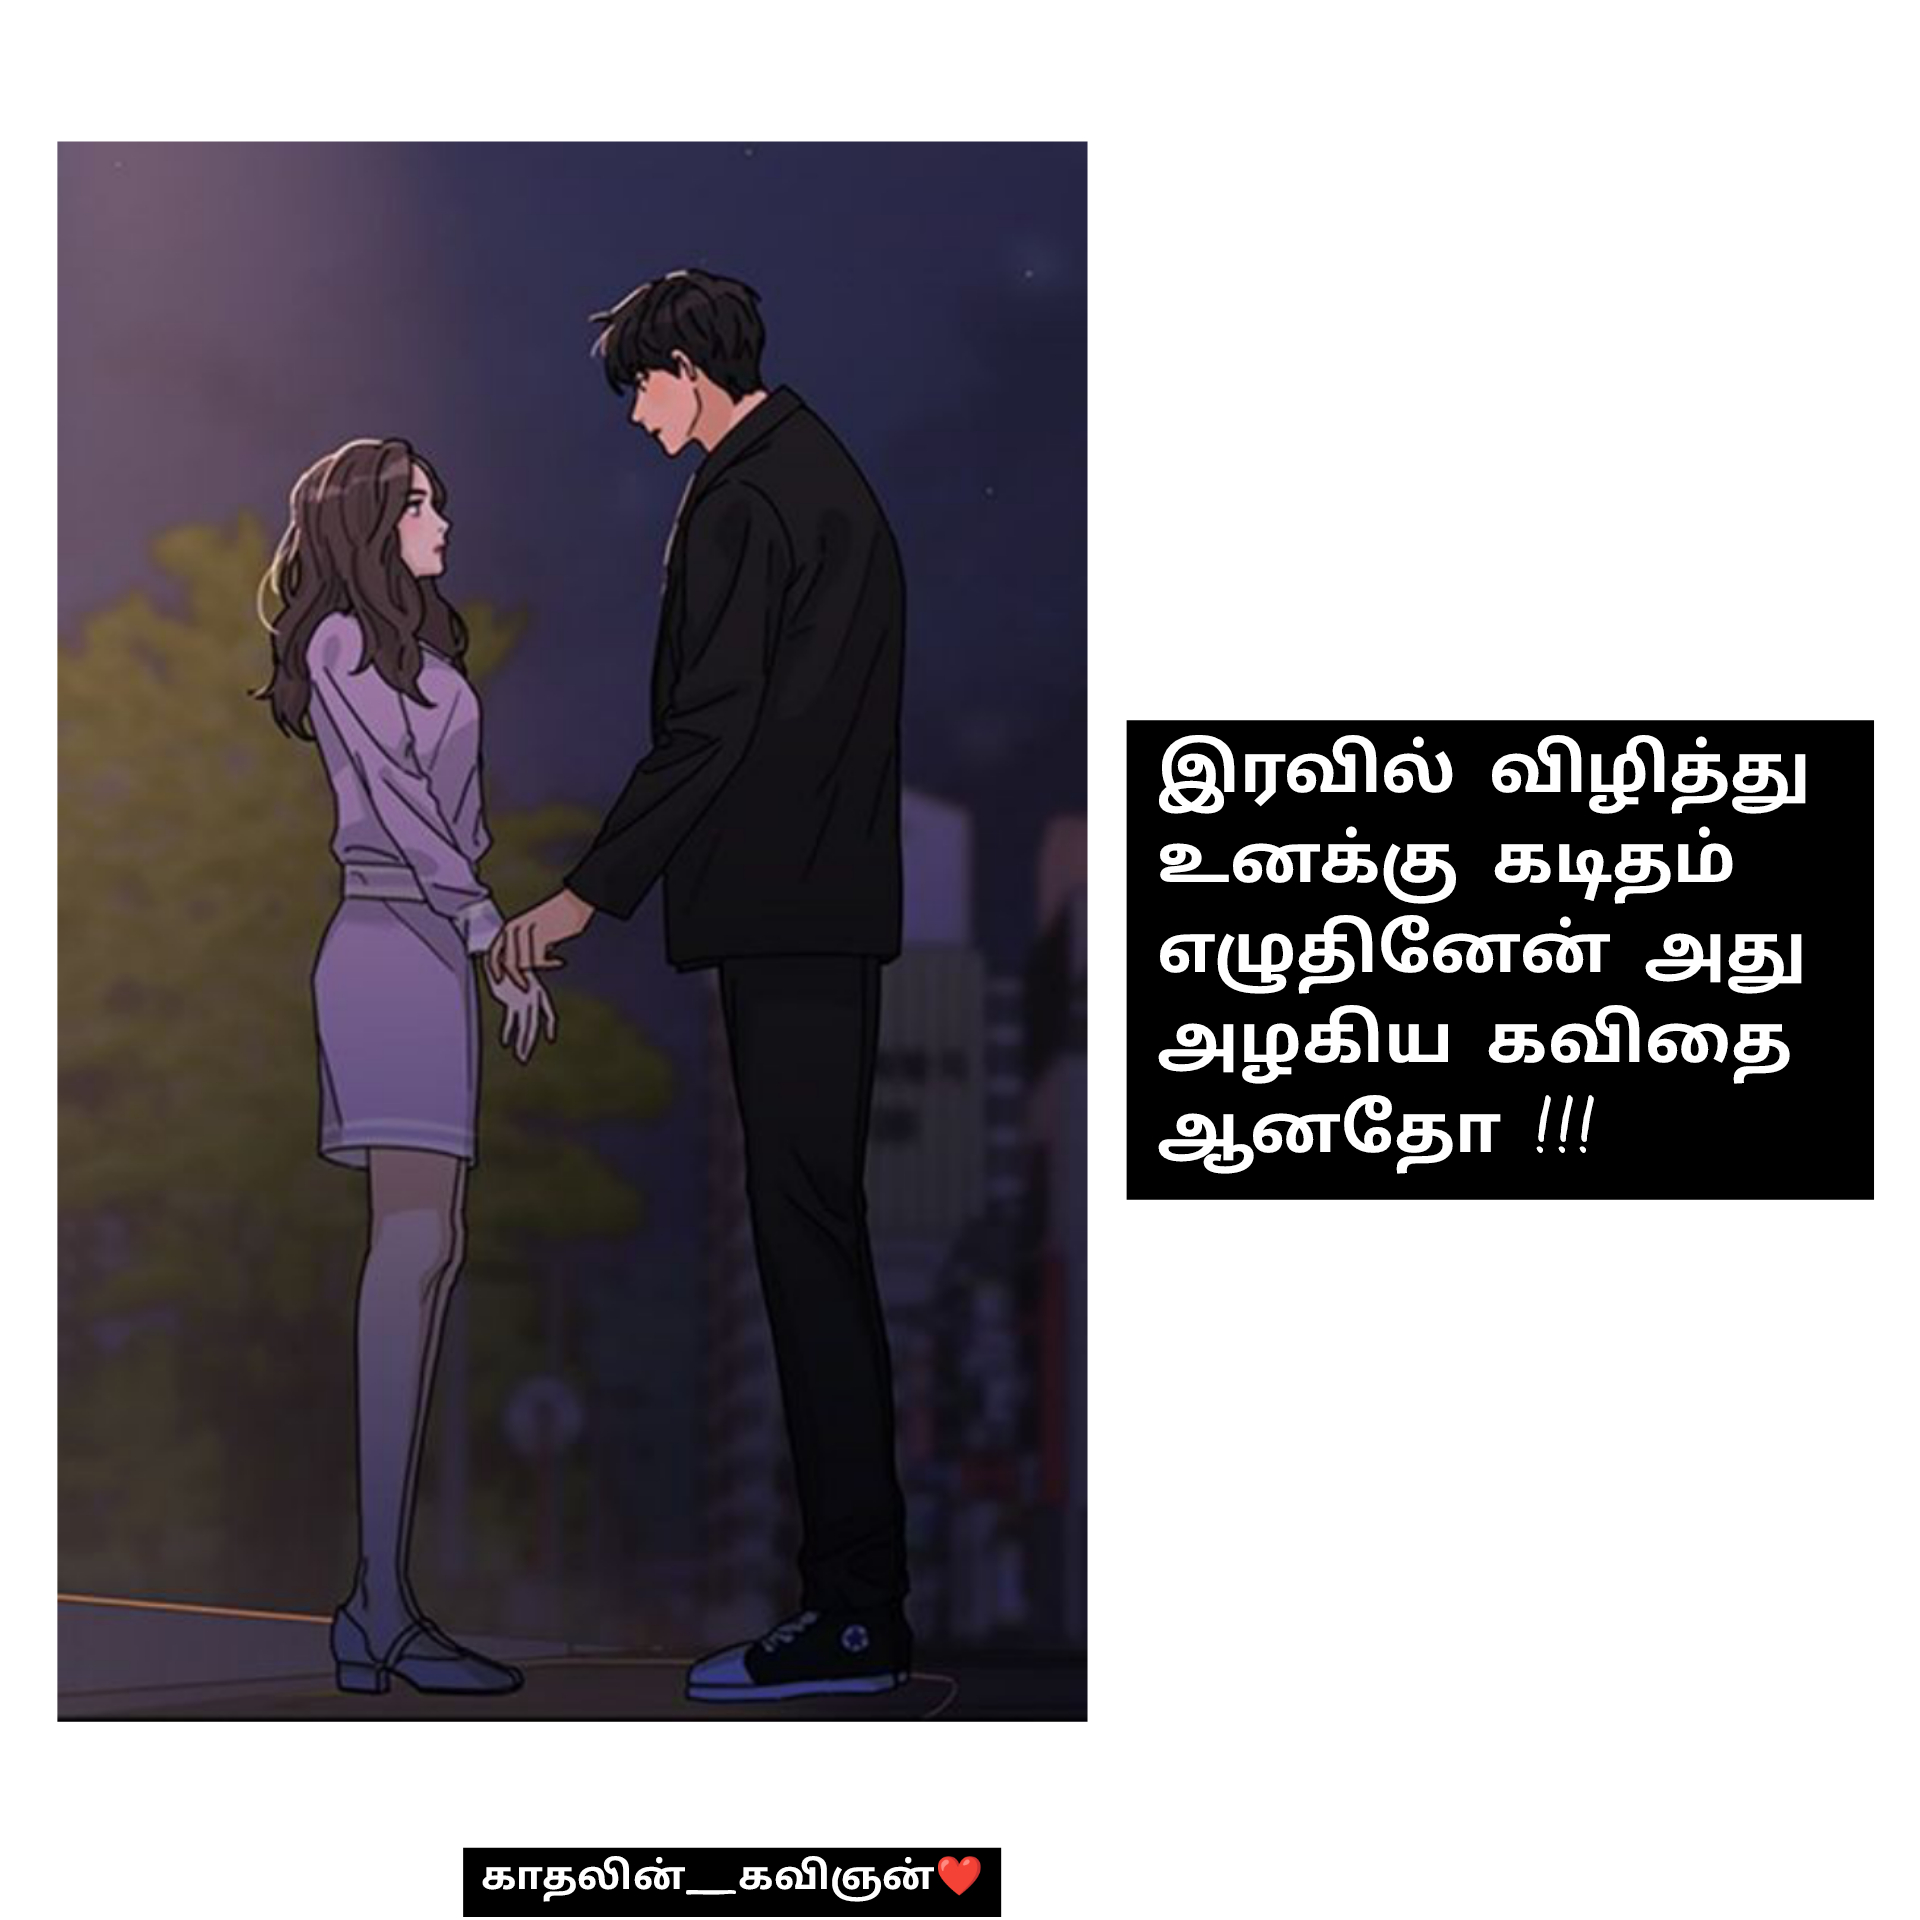 இரவில் விழித்து
உனக்கு கடிதம்
எழுதினேன் அது
அழகிய கவிதை
ஆனதோ !!!
காதலின்__கவிஞன்❤️